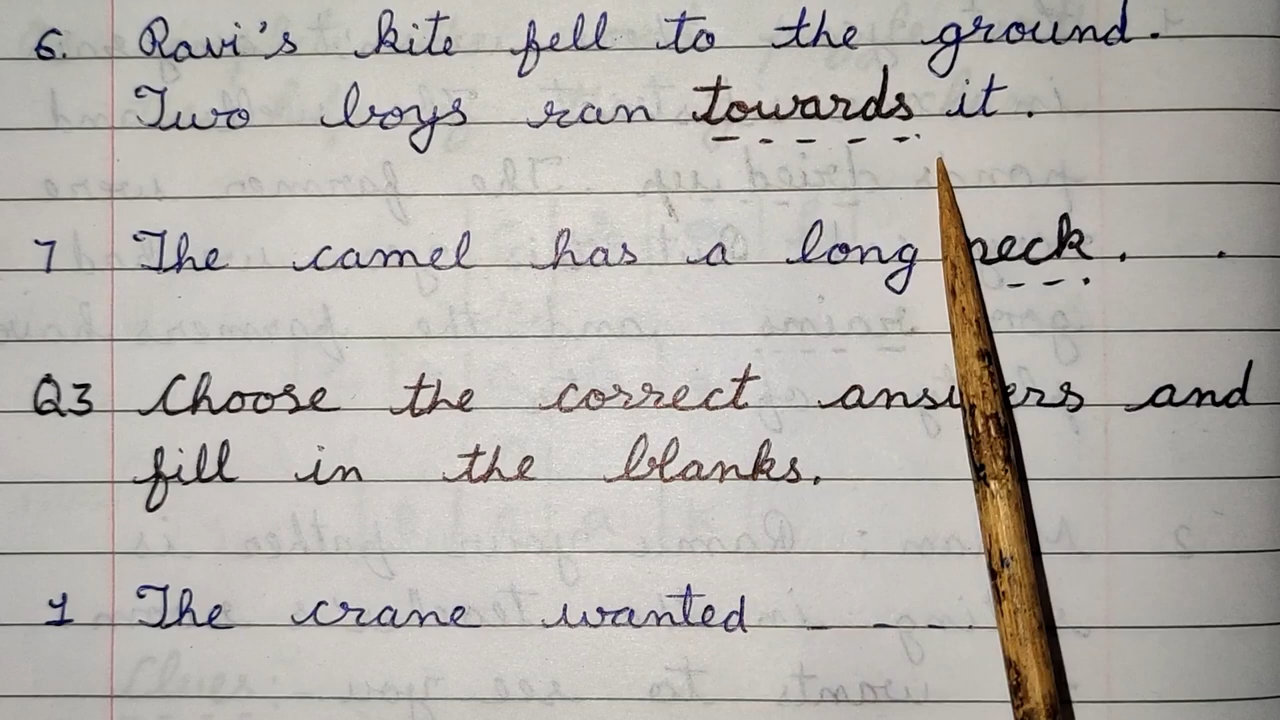 6. Ravi's kite fell to the ground.
Two boys ran towards it.
7 The camel has a long neck.
Q3 Choose the correct answers and
fill in the blanks.
1 The crane wanted _ _ _